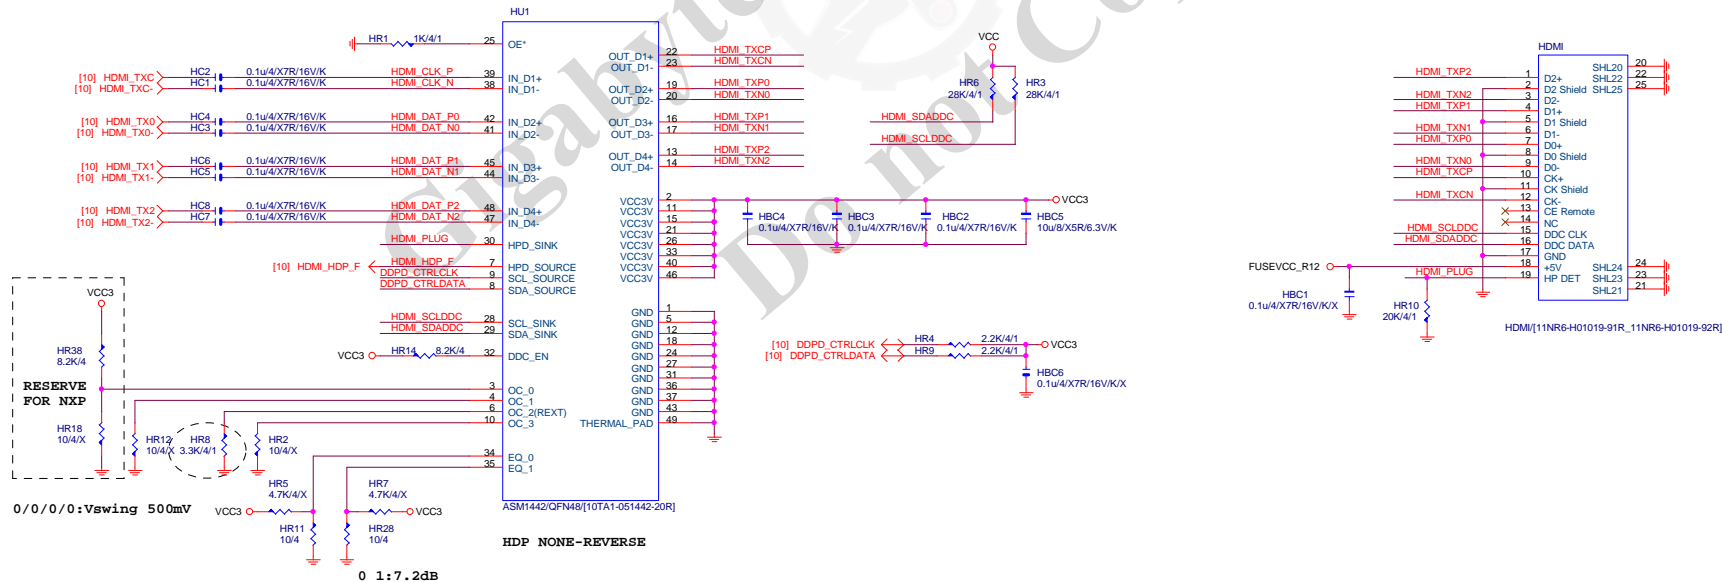 HU1
HR1 1K/4/1 25 OE*
[10] HDMI_TXC HC2 0.1u/4/X7R/16V/K HDMI_CLK_P 39 IN_D1+
[10] HDMI_TXC- HC1 0.1u/4/X7R/16V/K HDMI_CLK_N 38 IN_D1-
[10] HDMI_TX0 HC4 0.1u/4/X7R/16V/K HDMI_DAT_P0 42 IN_D2+
[10] HDMI_TX0- HC3 0.1u/4/X7R/16V/K HDMI_DAT_N0 41 IN_D2-
[10] HDMI_TX1 HC6 0.1u/4/X7R/16V/K HDMI_DAT_P1 45 IN_D3+
[10] HDMI_TX1- HC5 0.1u/4/X7R/16V/K HDMI_DAT_N1 44 IN_D3-
[10] HDMI_TX2 HC8 0.1u/4/X7R/16V/K HDMI_DAT_P2 48 IN_D4+
[10] HDMI_TX2- HC7 0.1u/4/X7R/16V/K HDMI_DAT_N2 47 IN_D4-
HDMI_PLUG 30 HPD_SINK
[10] HDMI_HDP_F HDMI_HDP_F 7 HPD_SOURCE
DDPD_CTRLCLK 9 SCL_SOURCE
DDPD_CTRLDATA 8 SDA_SOURCE
HDMI_SCLDDC 28 SCL_SINK
HDMI_SDADDC 29 SDA_SINK
VCC3 HR14 8.2K/4 32 DDC_EN
3 OC_0
4 OC_1
6 OC_2(REXT)
10 OC_3
34 EQ_0
35 EQ_1
VCC3
HR38
8.2K/4
RESERVE
FOR NXP
HR18
10/4/X
HR12
10/4/X
HR8
3.3K/4/1
HR2
10/4/X
0/0/0/0:Vswing 500mV
HR5
4.7K/4/X
VCC3
HR11
10/4
HR7
4.7K/4/X
VCC3
HR28
10/4
0 1:7.2dB
OUT_D1+ 22 HDMI_TXCP
OUT_D1- 23 HDMI_TXCN
OUT_D2+ 19 HDMI_TXP0
OUT_D2- 20 HDMI_TXN0
OUT_D3+ 16 HDMI_TXP1
OUT_D3- 17 HDMI_TXN1
OUT_D4+ 13 HDMI_TXP2
OUT_D4- 14 HDMI_TXN2
VCC3V 2
VCC3V 11
VCC3V 15
VCC3V 21
VCC3V 26
VCC3V 33
VCC3V 40
VCC3V 46
GND 1
GND 5
GND 12
GND 18
GND 24
GND 27
GND 31
GND 36
GND 37
GND 43
THERMAL_PAD 49
ASM1442/QFN48/[10TA1-051442-20R]
HDP NONE-REVERSE
VCC
HR6
28K/4/1
HR3
28K/4/1
HDMI_SDADDC
HDMI_SCLDDC
VCC3
HBC4
0.1u/4/X7R/16V/K
HBC3
0.1u/4/X7R/16V/K
HBC2
0.1u/4/X7R/16V/K
HBC5
10u/8/X5R/6.3V/K
[10] DDPD_CTRLCLK HR4 2.2K/4/1 VCC3
[10] DDPD_CTRLDATA HR9 2.2K/4/1
HBC6
0.1u/4/X7R/16V/K/X
HDMI
HDMI_TXP2 1 D2+
2 D2 Shield
HDMI_TXN2 3 D2-
HDMI_TXP1 4 D1+
5 D1 Shield
HDMI_TXN1 6 D1-
HDMI_TXP0 7 D0+
8 D0 Shield
HDMI_TXN0 9 D0-
HDMI_TXCP 10 CK+
11 CK Shield
HDMI_TXCN 12 CK-
13 CE Remote
14 NC
HDMI_SCLDDC 15 DDC CLK
HDMI_SDADDC 16 DDC DATA
17 GND
FUSEVCC_R12 18 +5V
HDMI_PLUG 19 HP DET
SHL20 20
SHL22 22
SHL25 25
SHL24 24
SHL23 23
SHL21 21
HBC1
0.1u/4/X7R/16V/K/X
HR10
20K/4/1
HDMI/[11NR6-H01019-91R_11NR6-H01019-92R]
Gigabyte
Do not Co